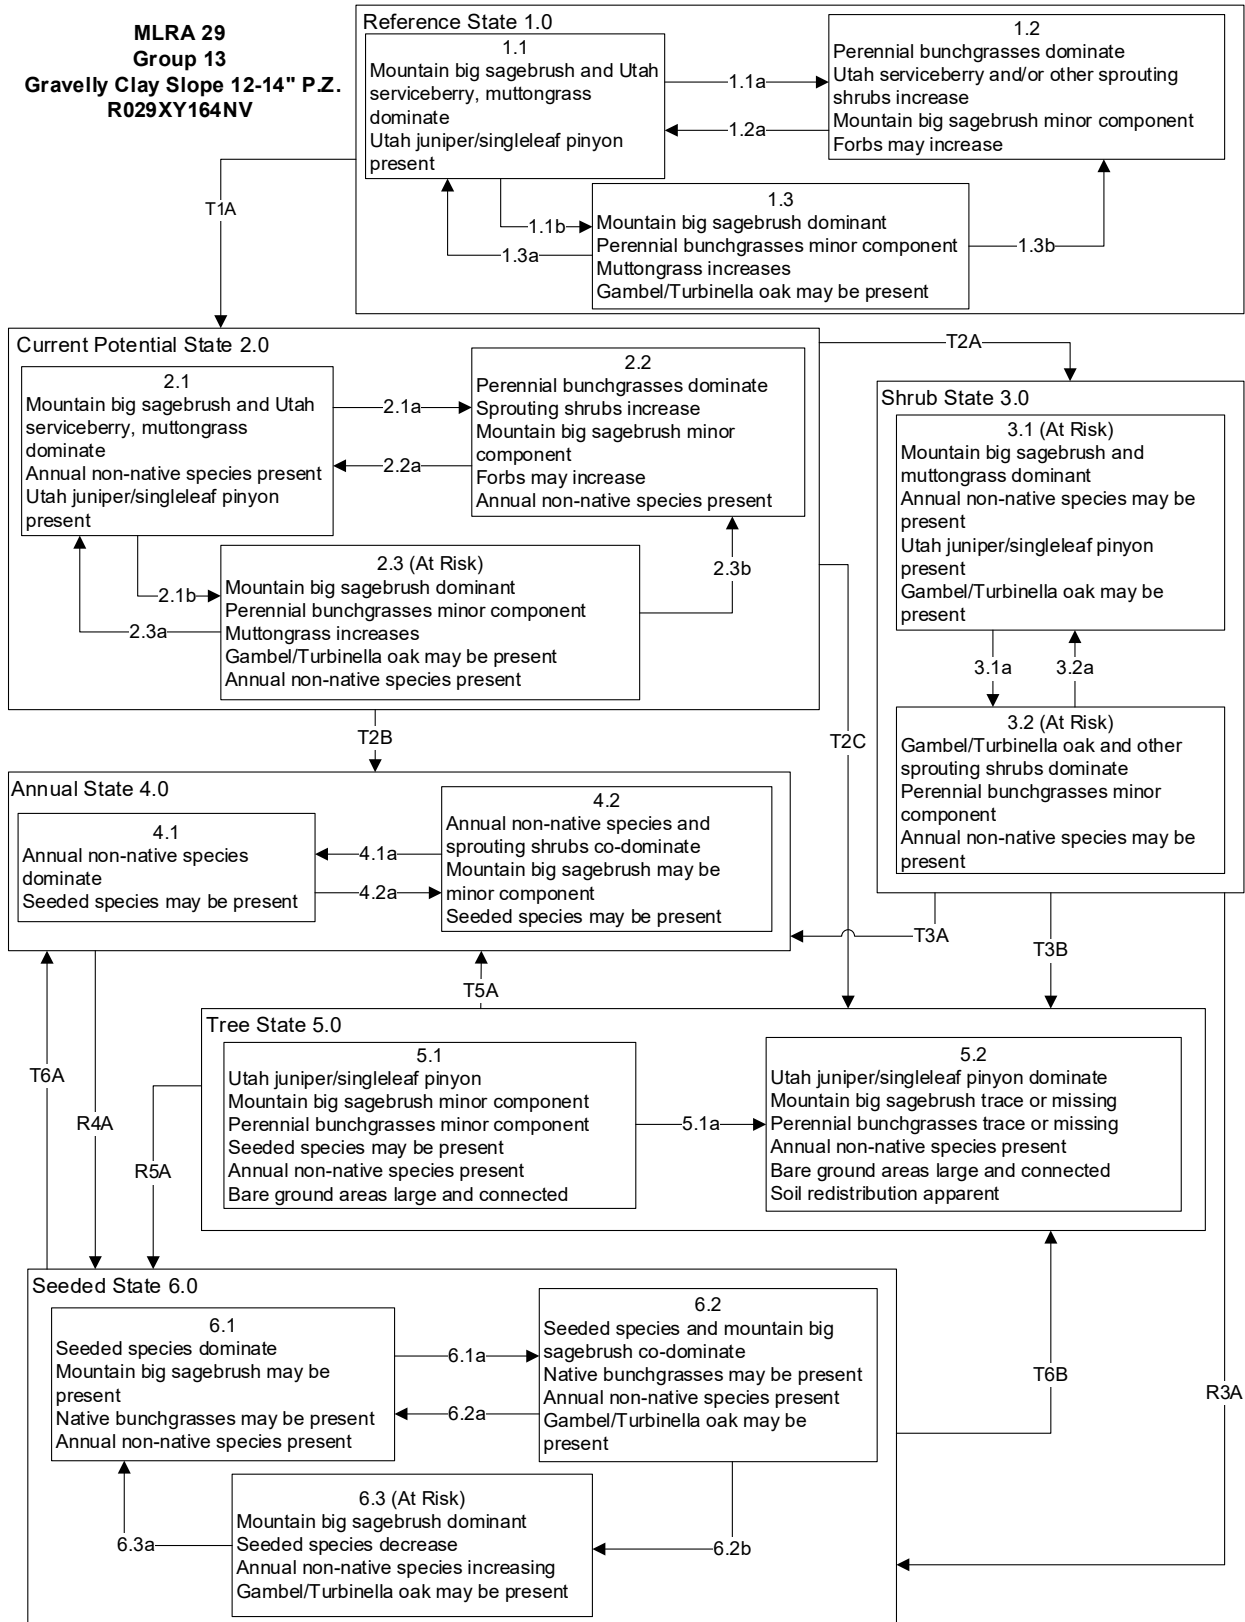 MLRA 29
Group 13
Gravelly Clay Slope 12-14" P.Z.
R029XY164NV
Reference State 1.0
1.1
Mountain big sagebrush and Utah
serviceberry, muttongrass
dominate
Utah juniper/singleleaf pinyon
present
1.1a
1.2a
1.2
Perennial bunchgrasses dominate
Utah serviceberry and/or other sprouting
shrubs increase
Mountain big sagebrush minor component
Forbs may increase
1.1b
1.3a
1.3
Mountain big sagebrush dominant
Perennial bunchgrasses minor component
Muttongrass increases
Gambel/Turbinella oak may be present
1.3b
T1A
Current Potential State 2.0
2.1
Mountain big sagebrush and Utah
serviceberry, muttongrass
dominate
Annual non-native species present
Utah juniper/singleleaf pinyon
present
2.1a
2.2a
2.2
Perennial bunchgrasses dominate
Sprouting shrubs increase
Mountain big sagebrush minor
component
Forbs may increase
Annual non-native species present
2.1b
2.3a
2.3 (At Risk)
Mountain big sagebrush dominant
Perennial bunchgrasses minor component
Muttongrass increases
Gambel/Turbinella oak may be present
Annual non-native species present
2.3b
T2A
Shrub State 3.0
3.1 (At Risk)
Mountain big sagebrush and
muttongrass dominant
Annual non-native species may be
present
Utah juniper/singleleaf pinyon
present
Gambel/Turbinella oak may be
present
3.1a
3.2a
3.2 (At Risk)
Gambel/Turbinella oak and other
sprouting shrubs dominate
Perennial bunchgrasses minor
component
Annual non-native species may be
present
T2B
T2C
Annual State 4.0
4.1
Annual non-native species
dominate
Seeded species may be present
4.1a
4.2a
4.2
Annual non-native species and
sprouting shrubs co-dominate
Mountain big sagebrush may be
minor component
Seeded species may be present
T3A
T3B
T5A
T6A
R4A
R5A
Tree State 5.0
5.1
Utah juniper/singleleaf pinyon
Mountain big sagebrush minor component
Perennial bunchgrasses minor component
Seeded species may be present
Annual non-native species present
Bare ground areas large and connected
5.1a
5.2
Utah juniper/singleleaf pinyon dominate
Mountain big sagebrush trace or missing
Perennial bunchgrasses trace or missing
Annual non-native species present
Bare ground areas large and connected
Soil redistribution apparent
Seeded State 6.0
6.1
Seeded species dominate
Mountain big sagebrush may be
present
Native bunchgrasses may be present
Annual non-native species present
6.1a
6.2a
6.2
Seeded species and mountain big
sagebrush co-dominate
Native bunchgrasses may be present
Annual non-native species present
Gambel/Turbinella oak may be
present
T6B
R3A
6.3a
6.3 (At Risk)
Mountain big sagebrush dominant
Seeded species decrease
Annual non-native species increasing
Gambel/Turbinella oak may be present
6.2b